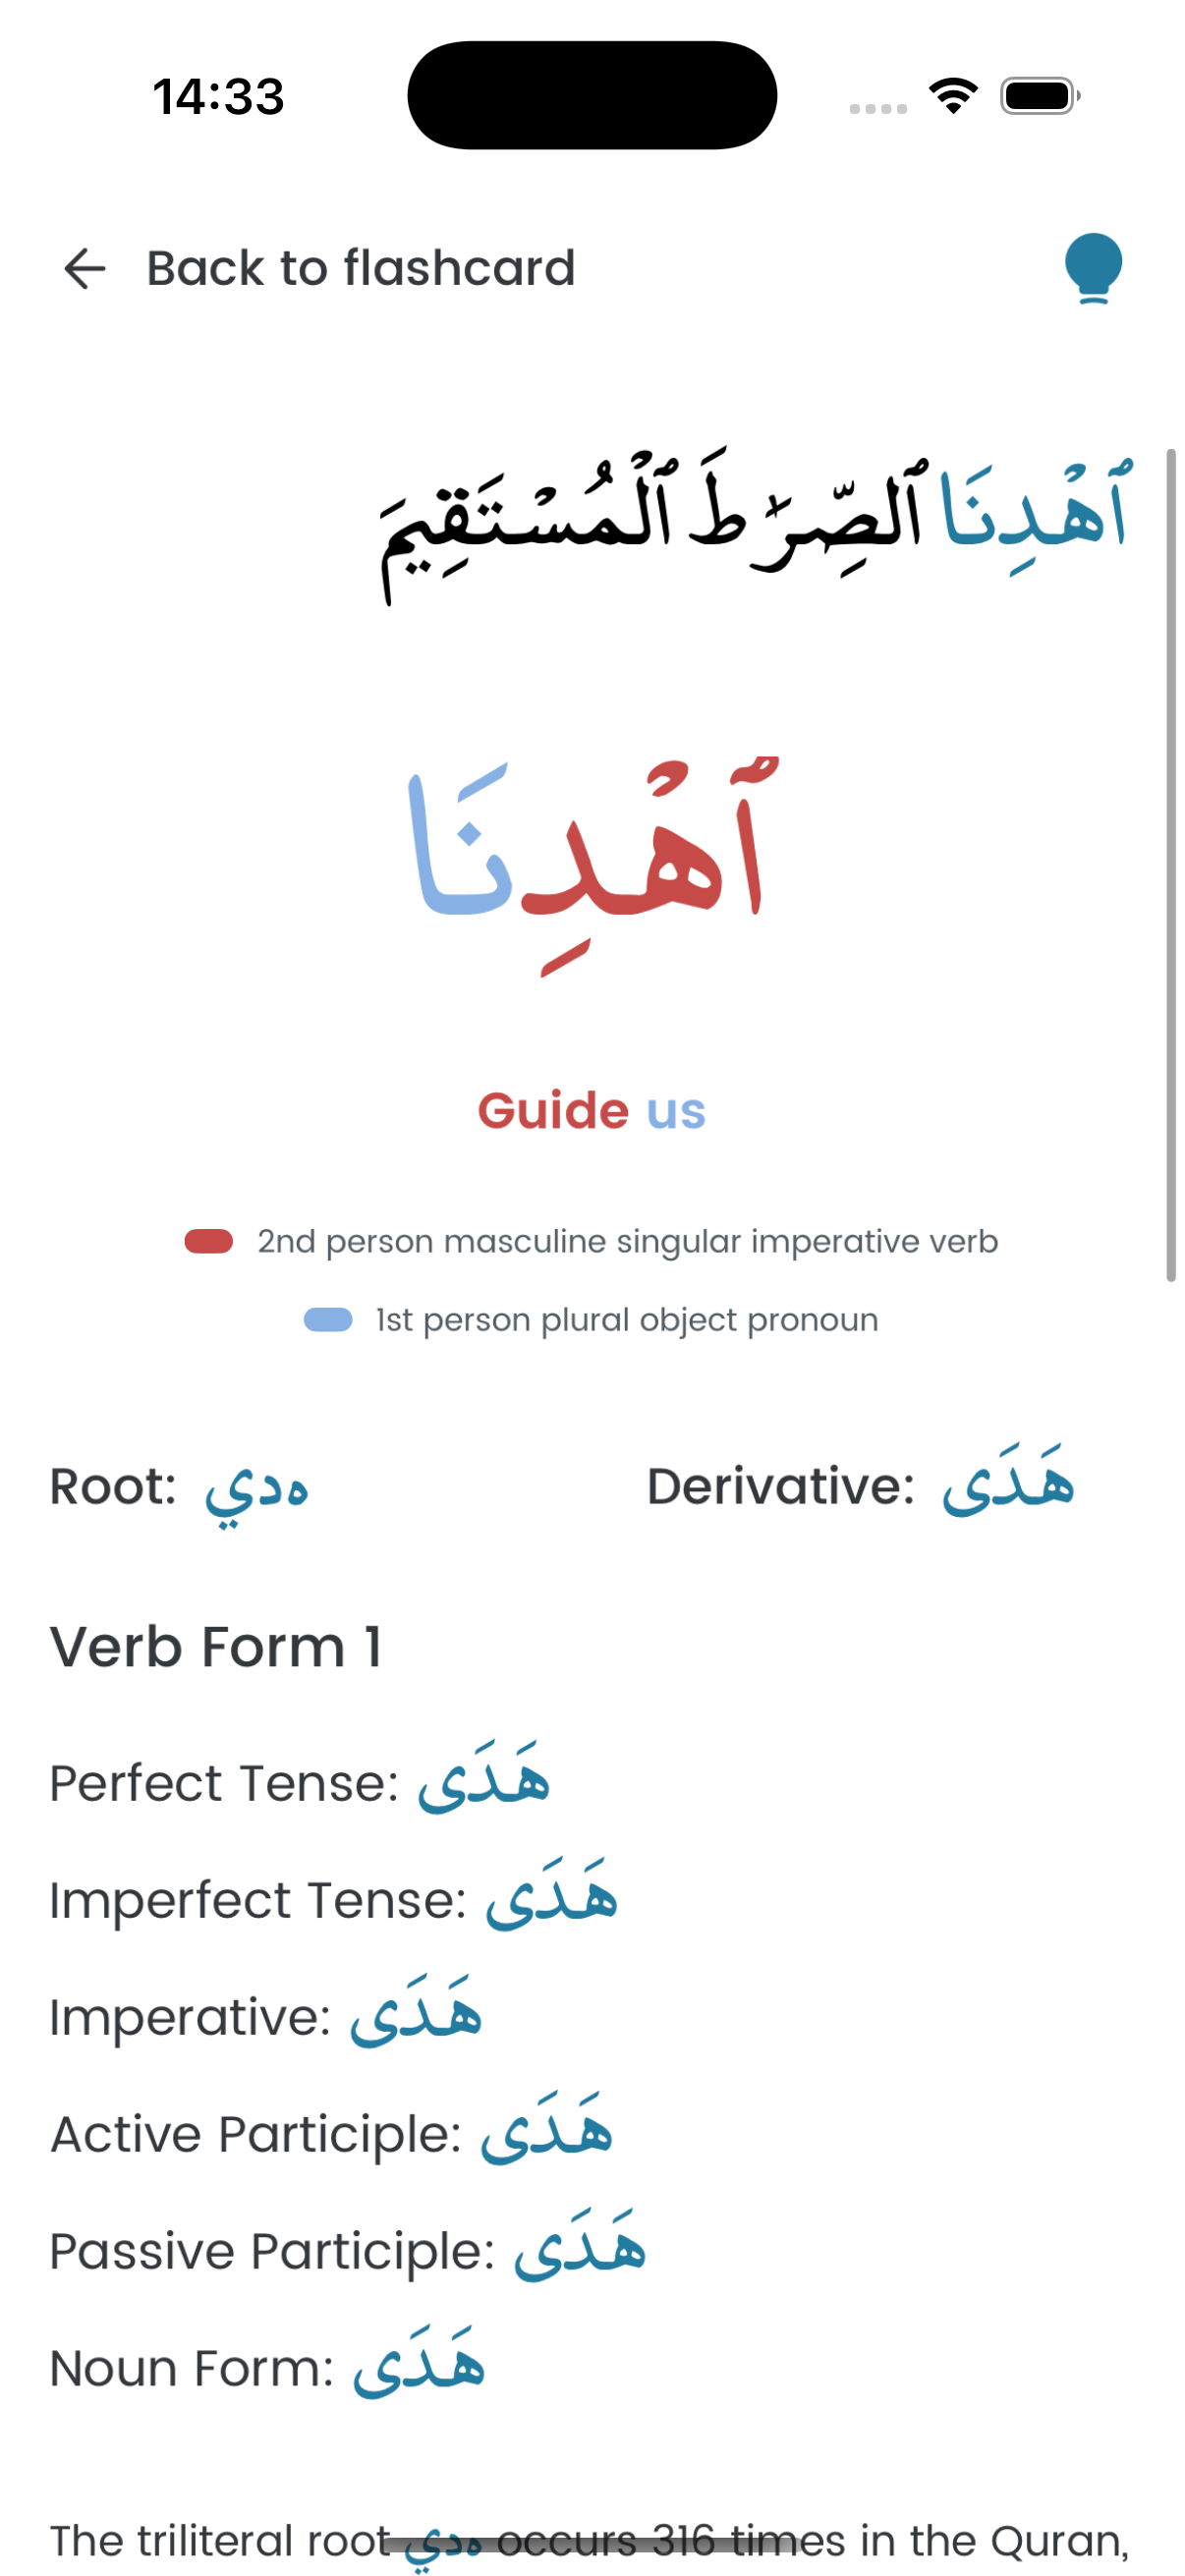 14:33
Back to flashcard
ٱهْدِنَا ٱلصِّرَٰطَ ٱلْمُسْتَقِيمَ
ٱهْدِنَا
Guide us
2nd person masculine singular imperative verb
1st person plural object pronoun
Root: هدي
Derivative: هَدَى
Verb Form 1
Perfect Tense: هَدَى
Imperfect Tense: هَدَى
Imperative: هَدَى
Active Participle: هَدَى
Passive Participle: هَدَى
Noun Form: هَدَى
The triliteral root هدي occurs 316 times in the Quran,